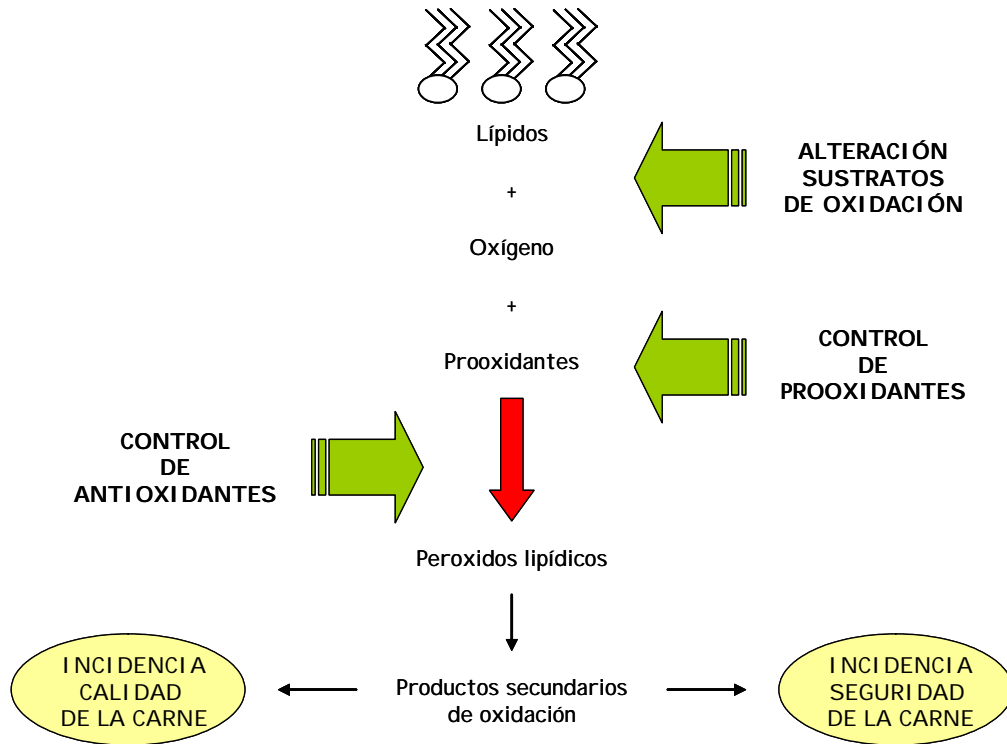 Lípidos
+
Oxígeno
+
Prooxidantes
ALTERACIÓN
SUSTRATOS
DE OXIDACIÓN
CONTROL
DE
PROOXIDANTES
CONTROL
DE
ANTIOXIDANTES
Peroxidos lipídicos
Productos secundarios
de oxidación
INCIDENCIA
CALIDAD
DE LA CARNE
INCIDENCIA
SEGURIDAD
DE LA CARNE